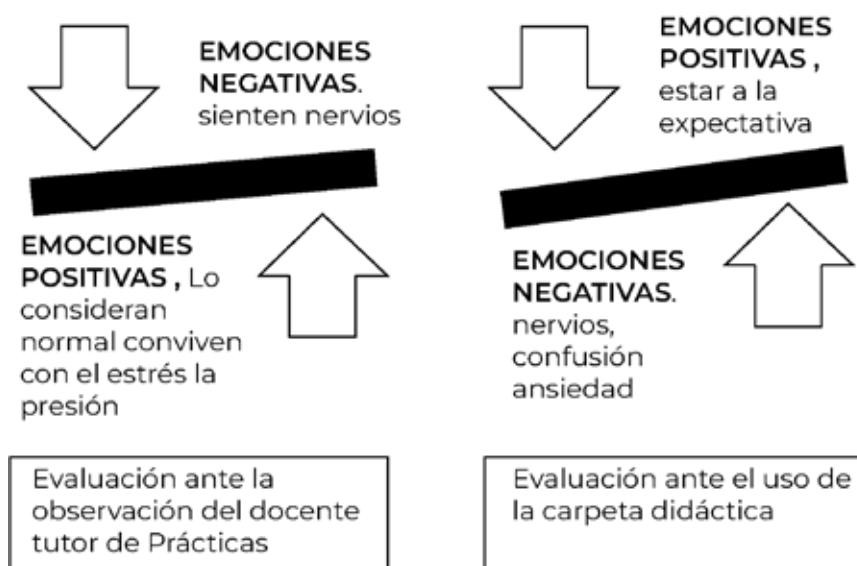 EMOCIONES
NEGATIVAS.
sienten nervios
EMOCIONES
POSITIVAS , Lo
consideran
normal conviven
con el estrés la
presión
Evaluación ante la
observación del docente
tutor de Prácticas
EMOCIONES
POSITIVAS ,
estar a la
expectativa
EMOCIONES
NEGATIVAS.
nervios,
confusión
ansiedad
Evaluación ante el uso de
la carpeta didáctica